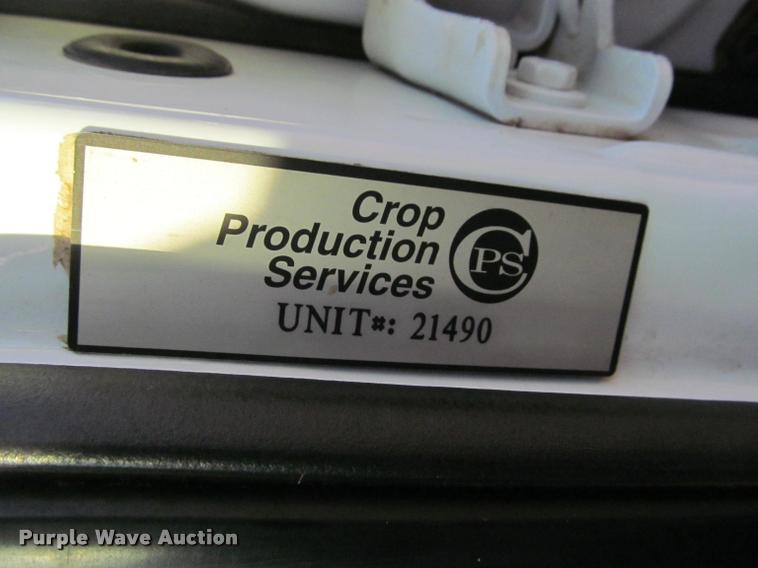 Crop
Production
Services
CPS
UNIT#: 21490
Purple Wave Auction